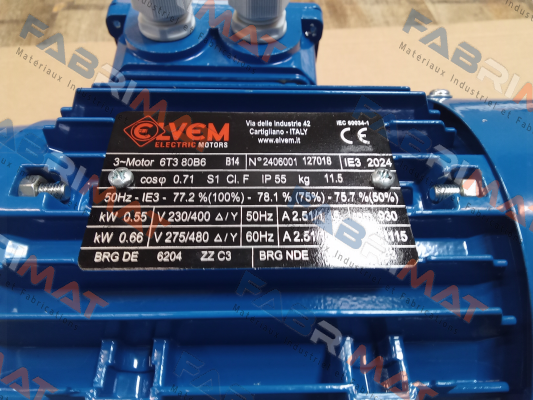 ELVEM
ELECTRIC MOTORS
Via delle industrie 42
Cartigliano - ITALY
www.elvem.it
IEC 60034-1
CE
3~Motor 6T3 80B6 B14 N° 2406001 127018 IE3 2024
cosφ 0.71 S1 Cl. F IP 55 kg 11.5
50Hz - IE3 - 77.2 %(100%) - 78.1 % (75%) - 75.7 %(50%)
kW 0.55 V 230/400 Δ/Y 50Hz A 2.51/ 930
kW 0.66 V 275/480 Δ/Y 60Hz A 2.51/ 115
BRG DE 6204 ZZ C3 BRG NDE
FABRIMAT